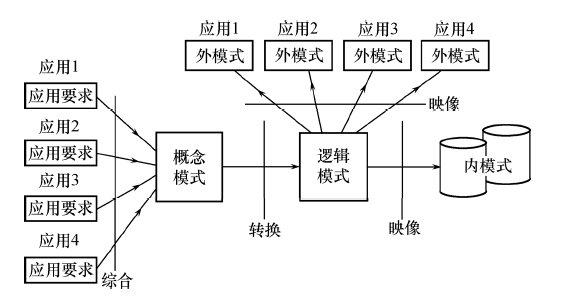 应用1 应用2 应用3 应用4
外模式 外模式 外模式 外模式
映像
应用1
应用要求
应用2
应用要求
应用3
应用要求
应用4
应用要求
综合
概念
模式
转换
逻辑
模式
映像
内模式